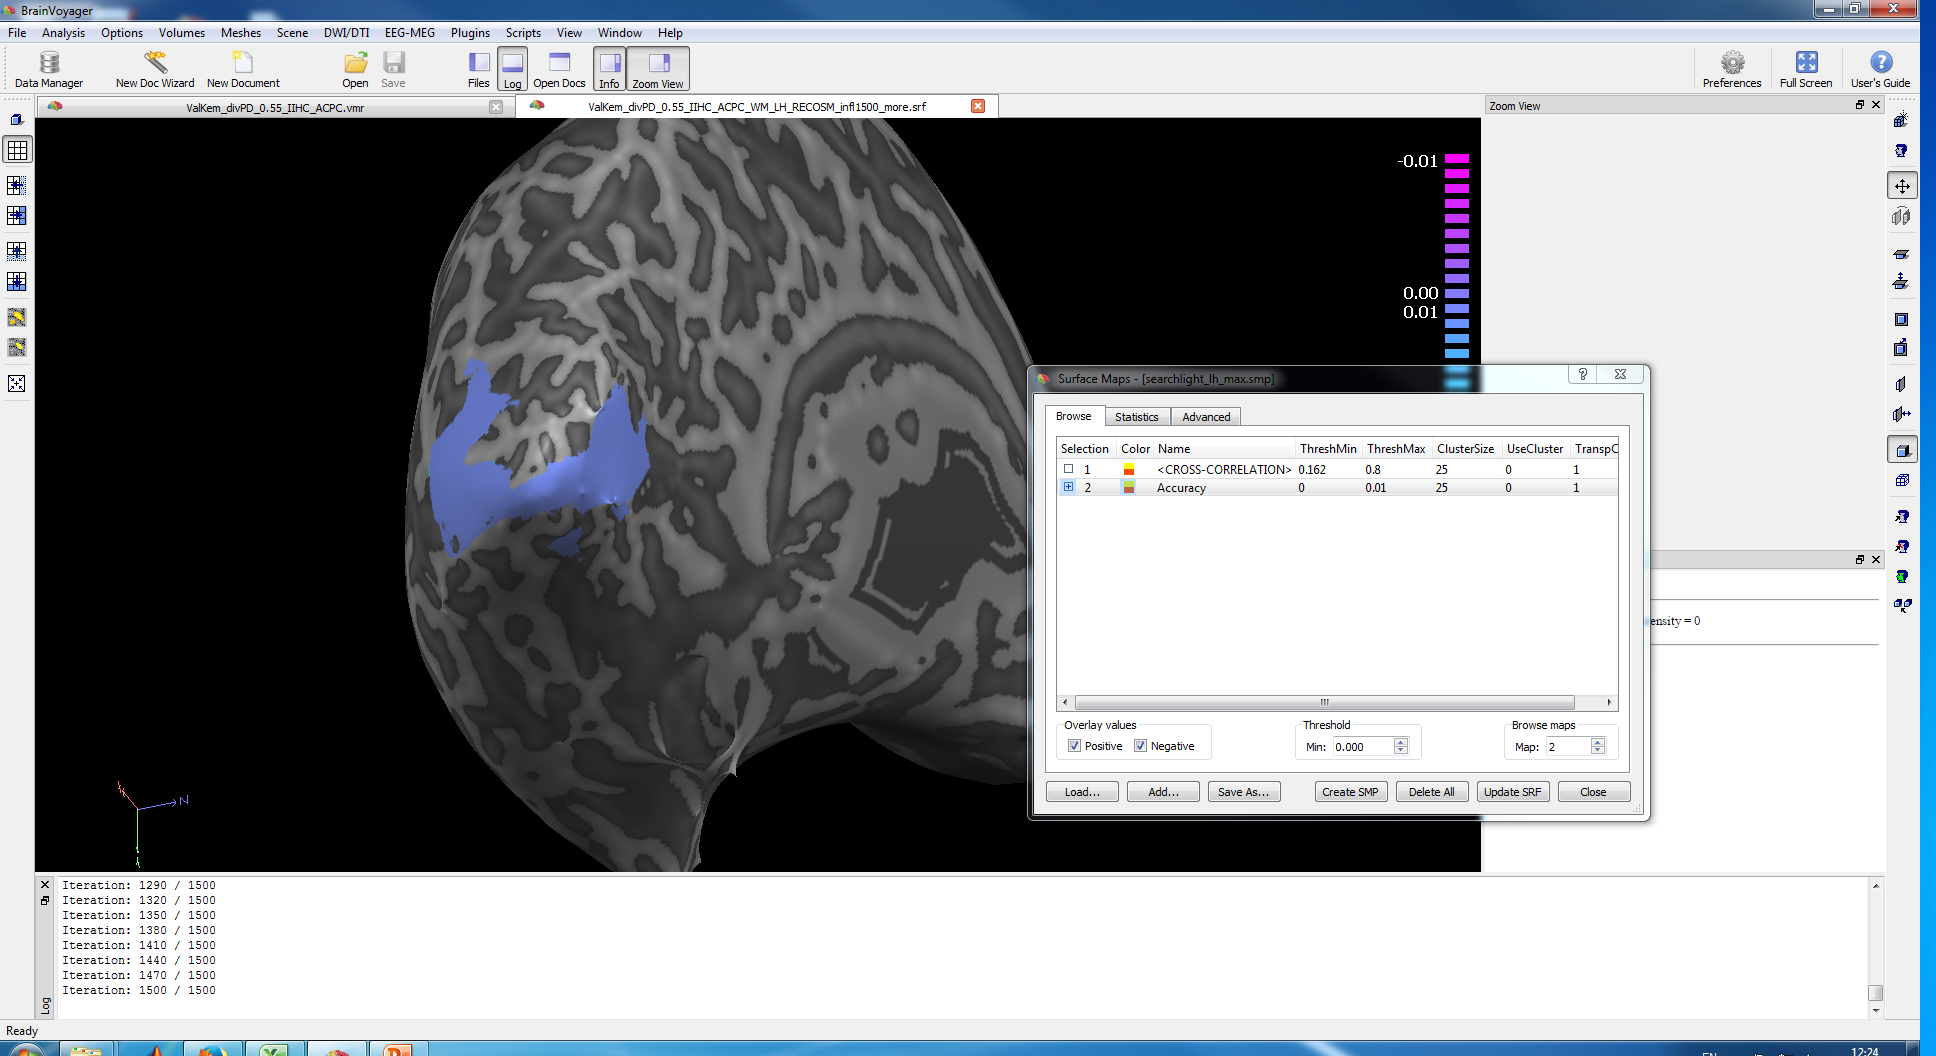 BrainVoyager
File Analysis Options Volumes Meshes Scene DWI/DTI EEG-MEG Plugins Scripts View Window Help
Data Manager New Doc Wizard New Document Open Save Files Log Open Docs Info Zoom View Preferences Full Screen User's Guide
ValKem_divPD_0.55_IIHC_ACPC.vmr ValKem_divPD_0.55_IIHC_ACPC_WM_LH_RECOSM_infl1500_more.srf
Zoom View
-0.01
0.00
0.01
Surface Maps - [searchlight_lh_max.smp]
Browse Statistics Advanced
Selection Color Name ThreshMin ThreshMax ClusterSize UseCluster TranspC
1 <CROSS-CORRELATION> 0.162 0.8 25 0 1
2 Accuracy 0 0.01 25 0 1
ensity = 0
Overlay values Threshold Browse maps
Positive Negative Min: 0.000 Map: 2
Load... Add... Save As... Create SMP Delete All Update SRF Close
N
Iteration: 1290 / 1500
Iteration: 1320 / 1500
Iteration: 1350 / 1500
Iteration: 1380 / 1500
Iteration: 1410 / 1500
Iteration: 1440 / 1500
Iteration: 1470 / 1500
Iteration: 1500 / 1500
Log
Ready
12:24